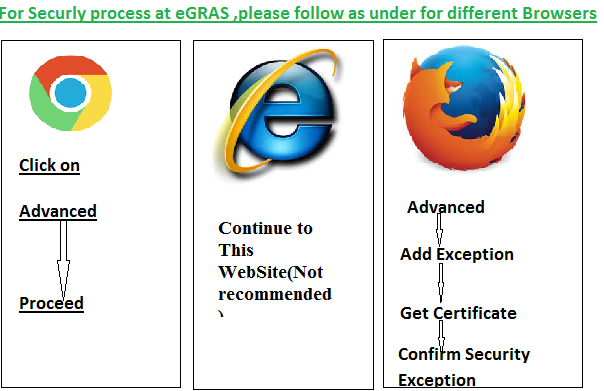 For Securly process at eGRAS ,please follow as under for different Browsers
Click on
Advanced
Proceed
Continue to
This
WebSite(Not
recommended
)
Advanced
Add Exception
Get Certificate
Confirm Security
Exception